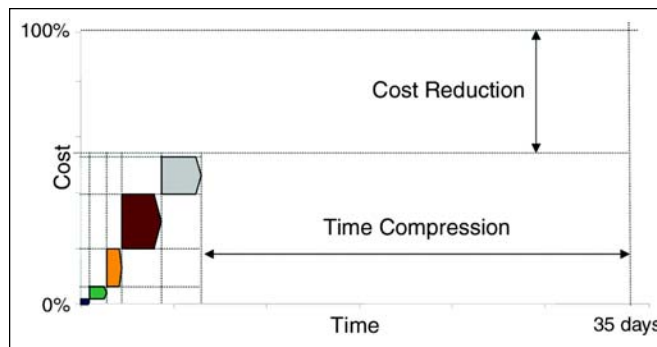 100%
Cost Reduction
Cost
Time Compression
0%
Time
35 days